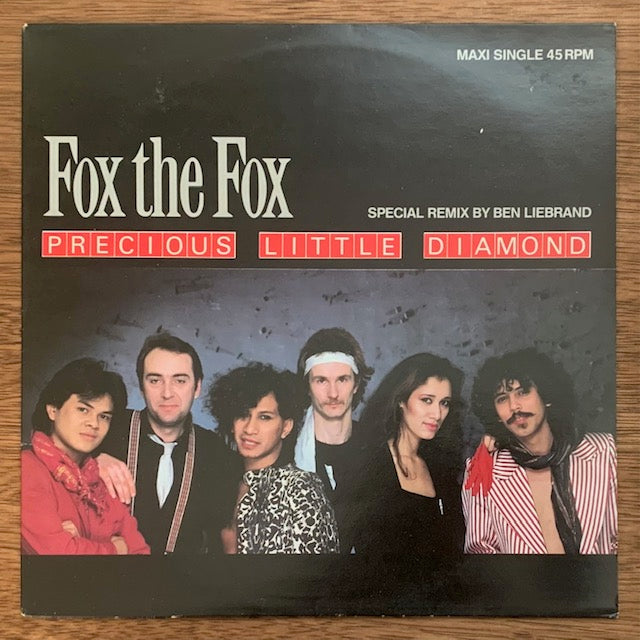 MAXI SINGLE 45 RPM
FOX THE FOX
SPECIAL REMIX BY BEN LIEBRAND
PRECIOUS LITTLE DIAMOND